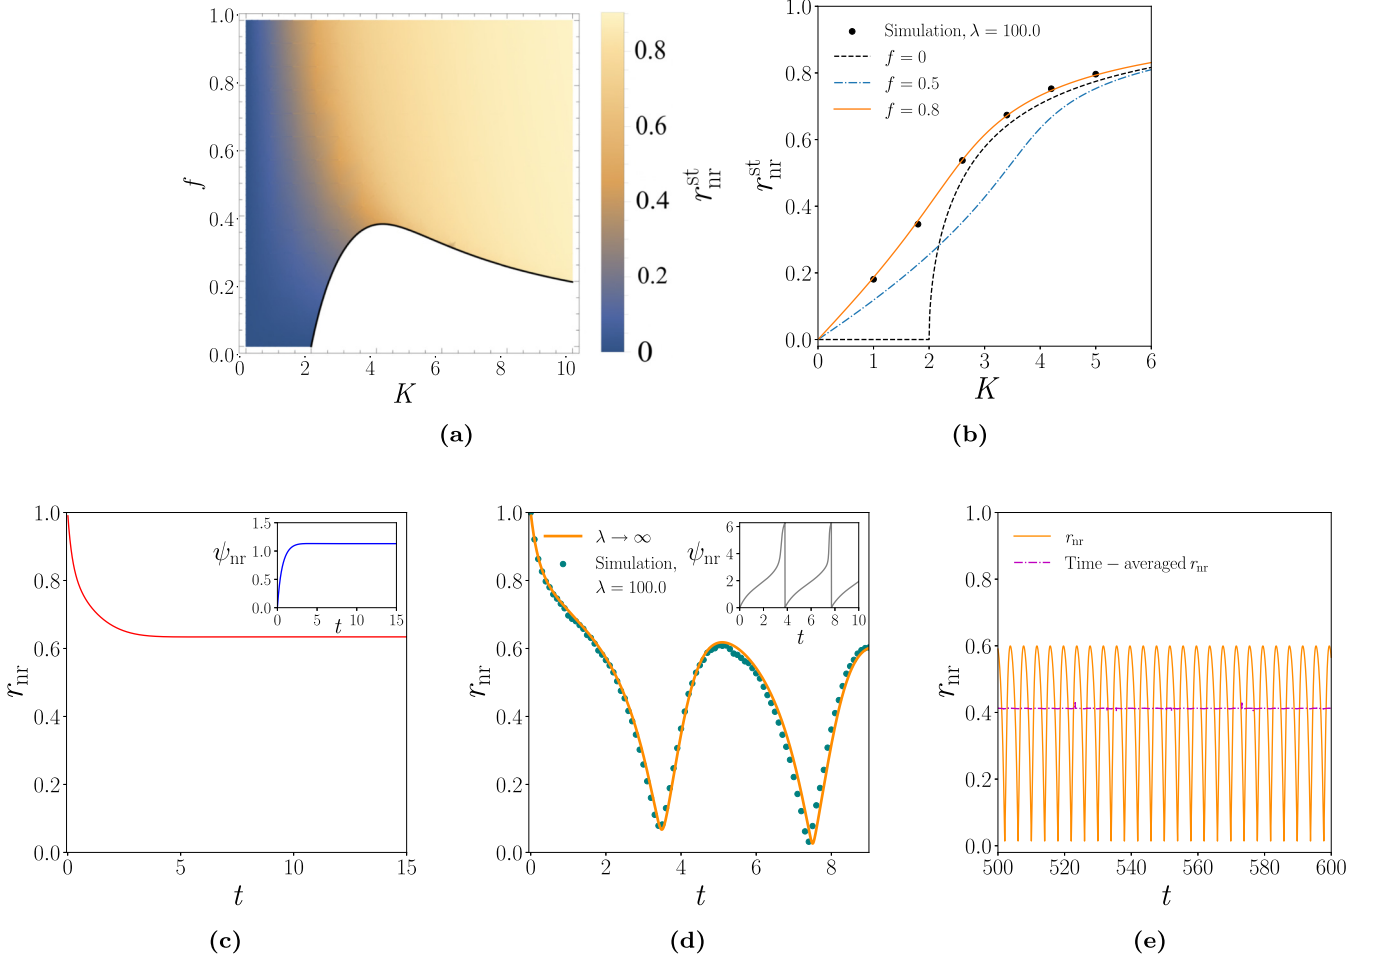 1.0
0.8
0.6
0.4
0.2
0.0
f
0 2 4 6 8 10
K
0.8
0.6
0.4
0.2
0
r_nr^st
(a)
1.0
0.8
0.6
0.4
0.2
0.0
r_nr^st
Simulation, λ = 100.0
f = 0
f = 0.5
f = 0.8
0 1 2 3 4 5 6
K
(b)
1.0
0.8
0.6
0.4
0.2
0.0
r_nr
1.5
1.0
0.5
0.0
ψ_nr
0 5 10 15
t
0 5 10 15
t
(c)
1.0
0.8
0.6
0.4
0.2
0.0
r_nr
λ → ∞
Simulation,
λ = 100.0
ψ_nr
6
4
2
0
0 2 4 6 8 10
t
0 2 4 6 8
t
(d)
1.0
0.8
0.6
0.4
0.2
0.0
r_nr
r_nr
Time − averaged r_nr
500 520 540 560 580 600
t
(e)